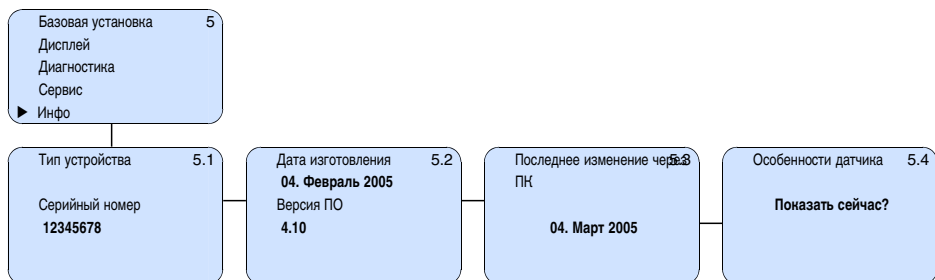 Базовая установка 5
Дисплей
Диагностика
Сервис
▶ Инфо
Тип устройства 5.1
Серийный номер
12345678
Дата изготовления 5.2
04. Февраль 2005
Версия ПО
4.10
Последнее изменение через 5.3
ПК
04. Март 2005
Особенности датчика 5.4
Показать сейчас?